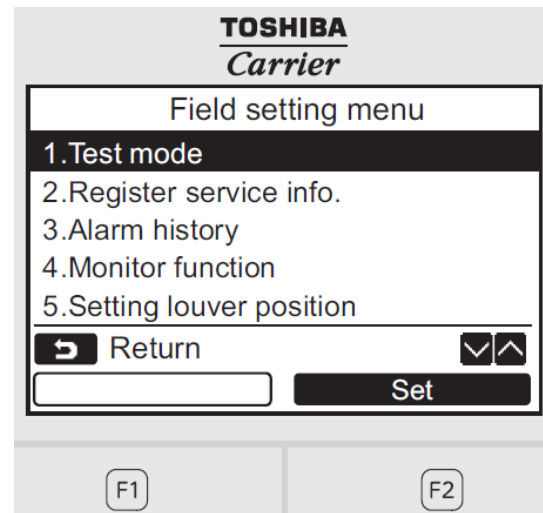 TOSHIBA
Carrier
Field setting menu
1.Test mode
2.Register service info.
3.Alarm history
4.Monitor function
5.Setting louver position
Return
Set
F1 F2